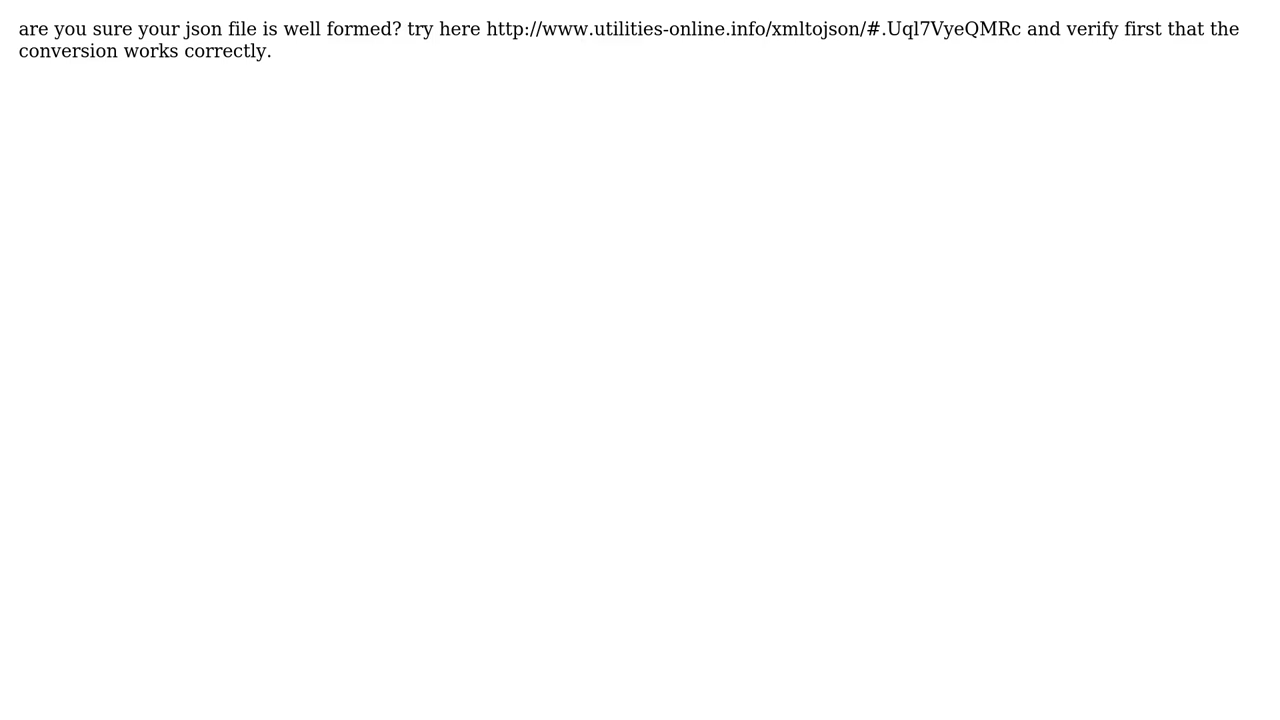 are you sure your json file is well formed? try here http://www.utilities-online.info/xmltojson/#.Uql7VyeQMRc and verify first that the
conversion works correctly.